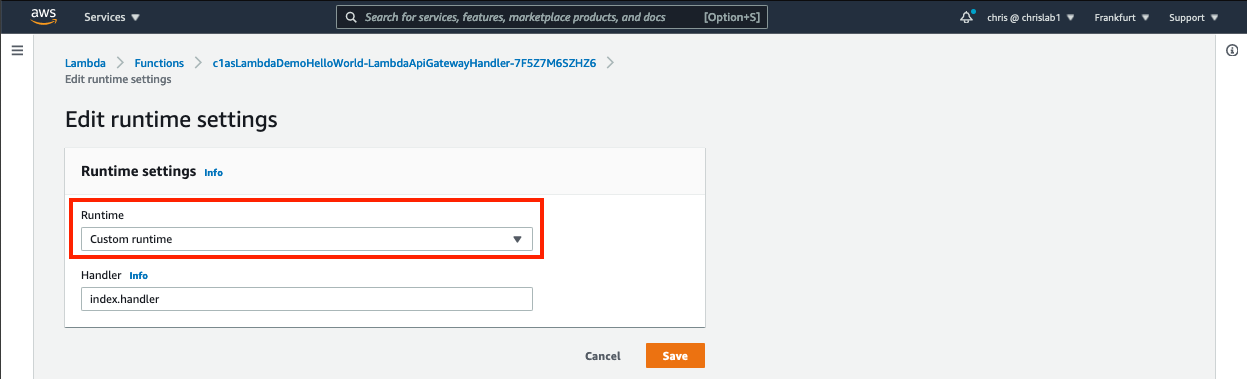 aws Services Search for services, features, marketplace products, and docs [Option+S] chris @ chrislab1 Frankfurt Support
Lambda Functions c1asLambdaDemoHelloWorld-LambdaApiGatewayHandler-7F5Z7M6SZHZ6
Edit runtime settings
Edit runtime settings
Runtime settings Info
Runtime
Custom runtime
Handler Info
index.handler
Cancel Save